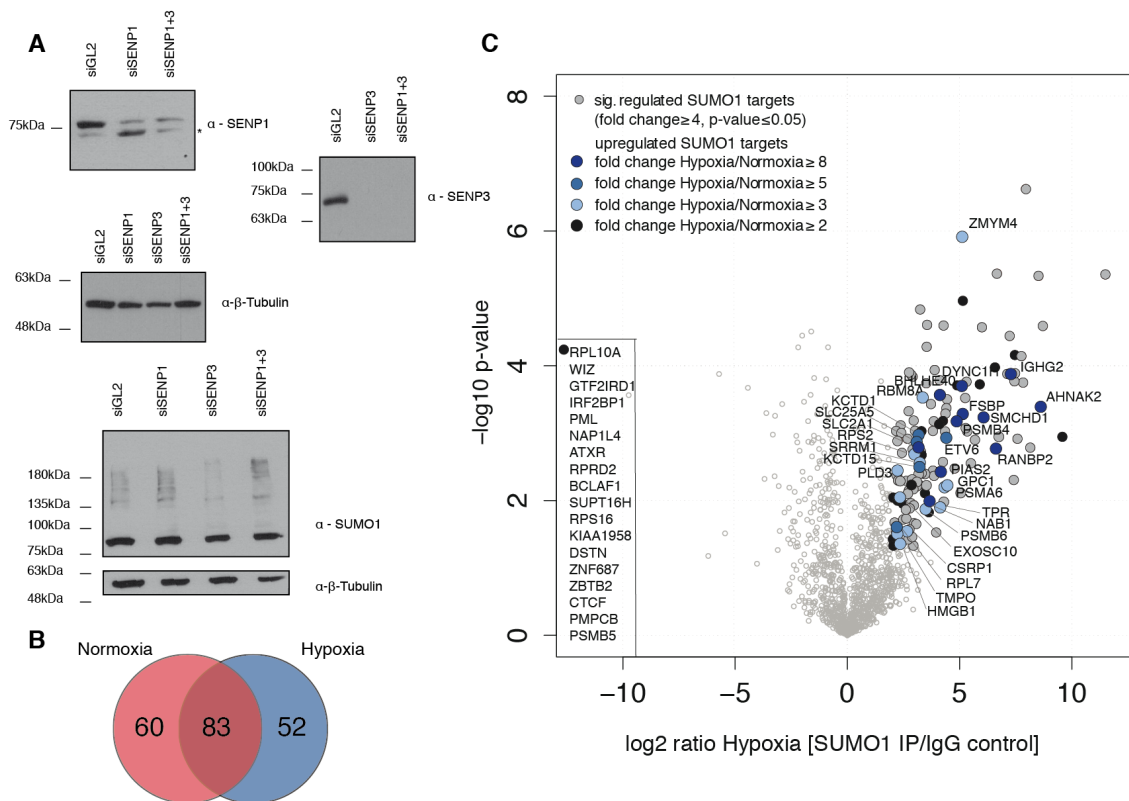 A
siGL2
siSENP1
siSENP1+3
75kDa
*
α - SENP1
siGL2
siSENP3
siSENP1+3
100kDa
75kDa
63kDa
α - SENP3
siGL2
siSENP1
siSENP3
siSENP1+3
63kDa
48kDa
α-β-Tubulin
siGL2
siSENP1
siSENP3
siSENP1+3
180kDa
135kDa
100kDa
75kDa
α - SUMO1
63kDa
48kDa
α-β-Tubulin
B
Normoxia
Hypoxia
60
83
52
C
sig. regulated SUMO1 targets
(fold change≥4, p-value≤0.05)
upregulated SUMO1 targets
fold change Hypoxia/Normoxia≥ 8
fold change Hypoxia/Normoxia≥ 5
fold change Hypoxia/Normoxia≥ 3
fold change Hypoxia/Normoxia≥ 2
8
6
4
2
0
−log10 p-value
RPL10A
WIZ
GTF2IRD1
IRF2BP1
PML
NAP1L4
ATXR
RPRD2
BCLAF1
SUPT16H
RPS16
KIAA1958
DSTN
ZNF687
ZBTB2
CTCF
PMPCB
PSMB5
ZMYM4
DYNC1H
IGHG2
BHLHE40
RBM8A
AHNAK2
KCTD1
FSBP
SLC25A5
SMCHD1
SLC2A1
PSMB4
RPS2
SRRM1
ETV6
RANBP2
KCTD15
PLD3
PIAS2
GPC1
PSMA6
TPR
NAB1
PSMB6
EXOSC10
CSRP1
RPL7
TMPO
HMGB1
−10
−5
0
5
10
log2 ratio Hypoxia [SUMO1 IP/IgG control]